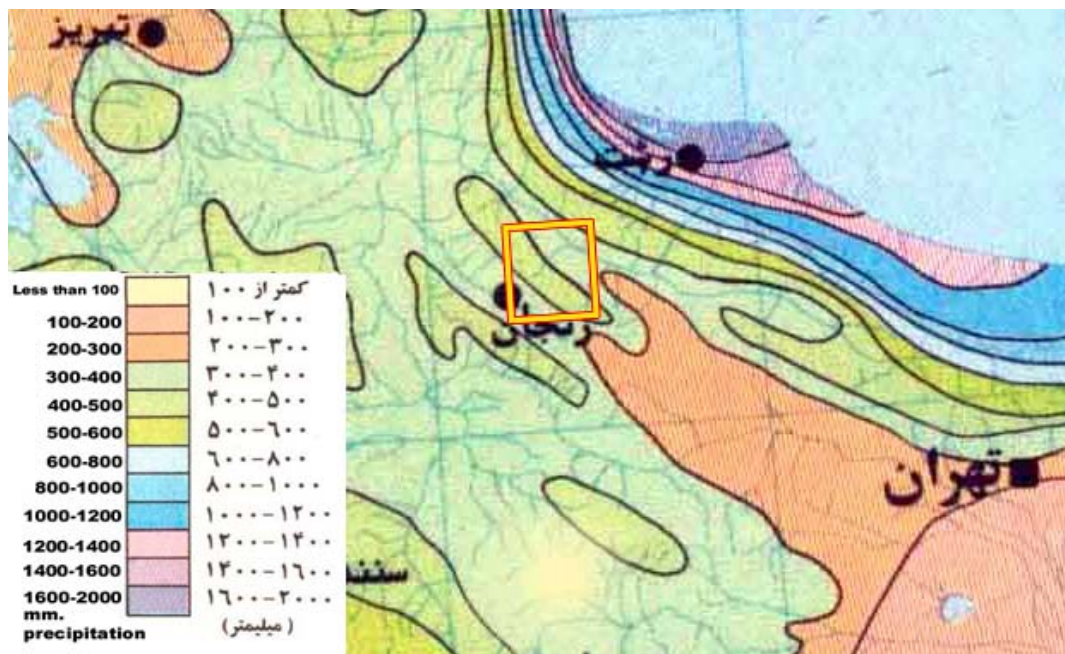 تبریز
رشت
زنجان
تهران
سنند
Less than 100 کمتر از ۱۰۰
100-200 ۱۰۰-۲۰۰
200-300 ۲۰۰-۳۰۰
300-400 ۳۰۰-۴۰۰
400-500 ۴۰۰-۵۰۰
500-600 ۵۰۰-۶۰۰
600-800 ۶۰۰-۸۰۰
800-1000 ۸۰۰-۱۰۰۰
1000-1200 ۱۰۰۰-۱۲۰۰
1200-1400 ۱۲۰۰-۱۴۰۰
1400-1600 ۱۴۰۰-۱۶۰۰
1600-2000 ۱۶۰۰-۲۰۰۰
mm.
precipitation (میلیمتر)